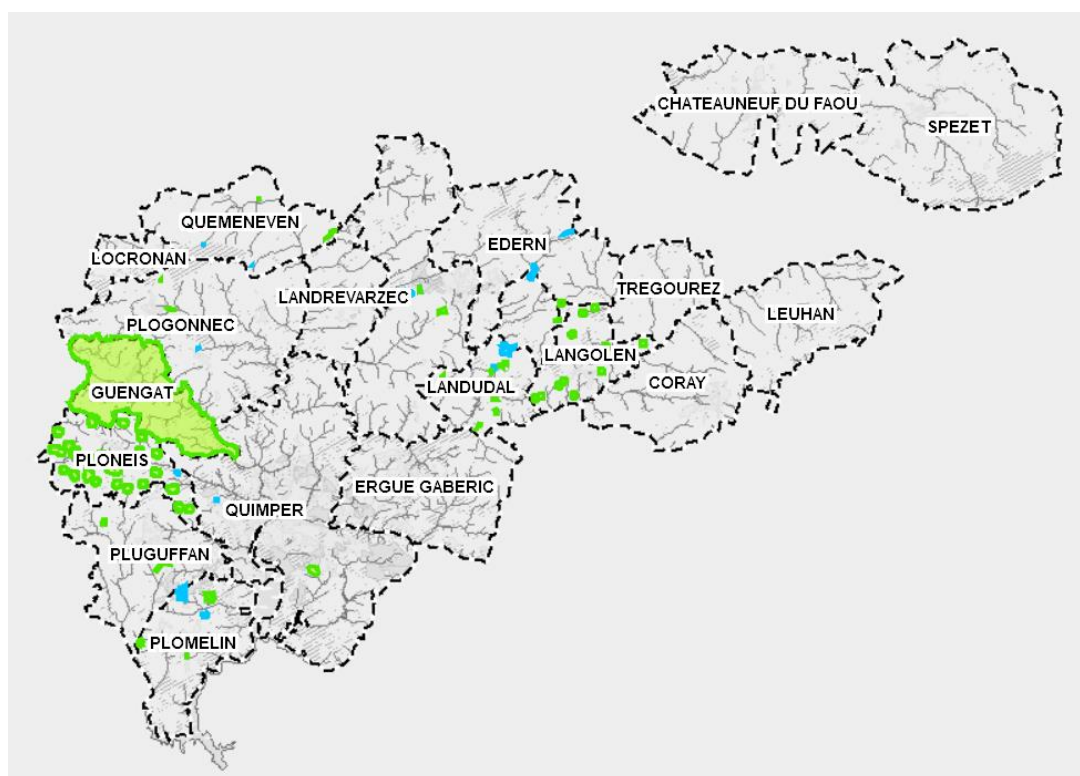 CHATEAUNEUF DU FAOU
SPEZET
QUEMENEVEN
EDERN
LOCRONAN
TREGOUREZ
LANDREVARZEC
LEUHAN
PLOGONNEC
LANGOLEN
CORAY
LANDUDAL
GUENGAT
PLONEIS
ERGUE GABERIC
QUIMPER
PLUGUFFAN
PLOMELIN